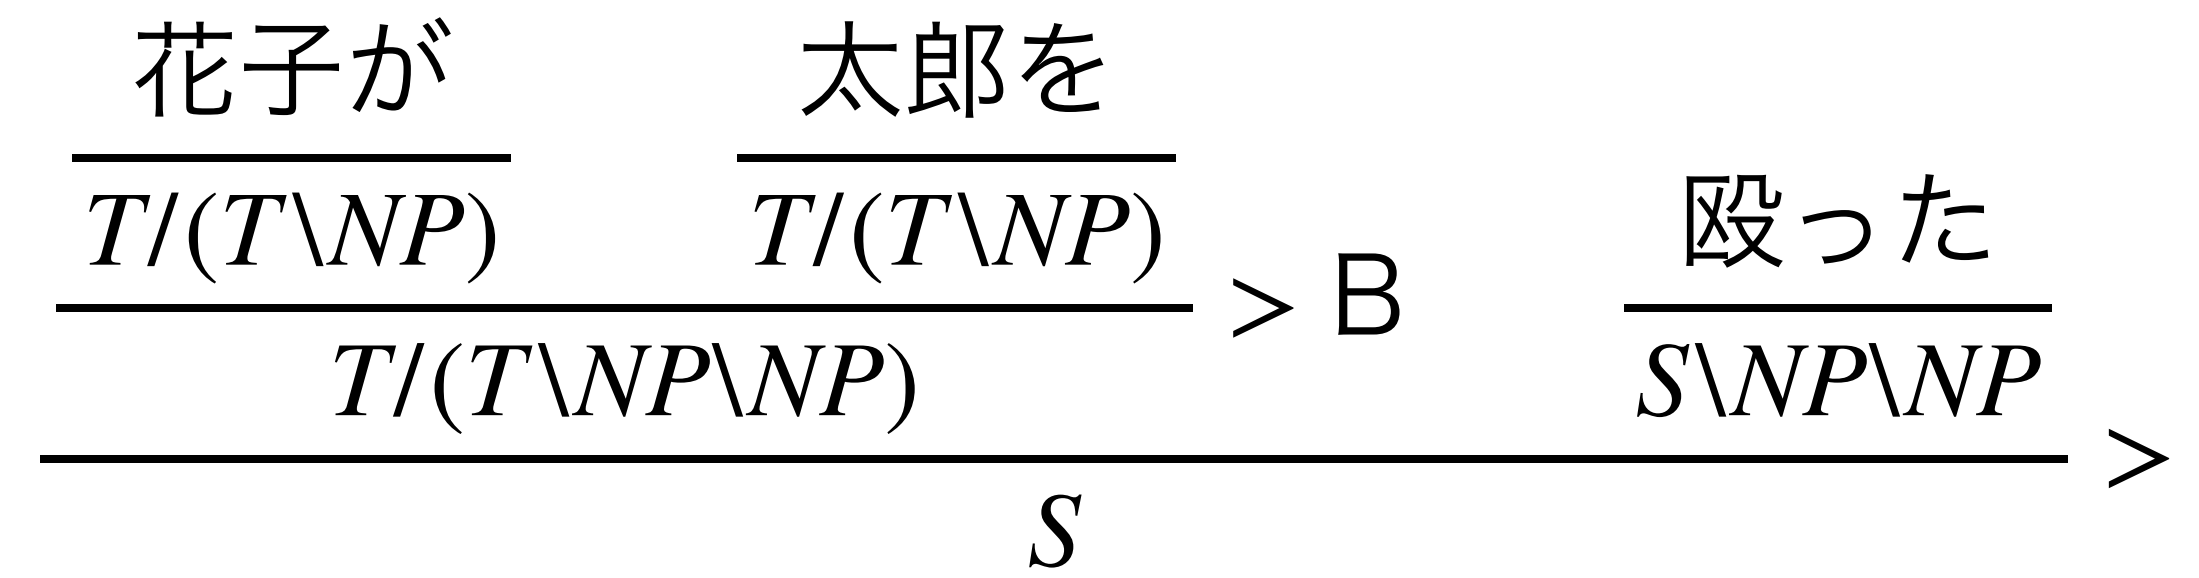 花子が 太郎を
T/(T\NP) T/(T\NP) 殴った
> B
T/(T\NP\NP) S\NP\NP
>
S